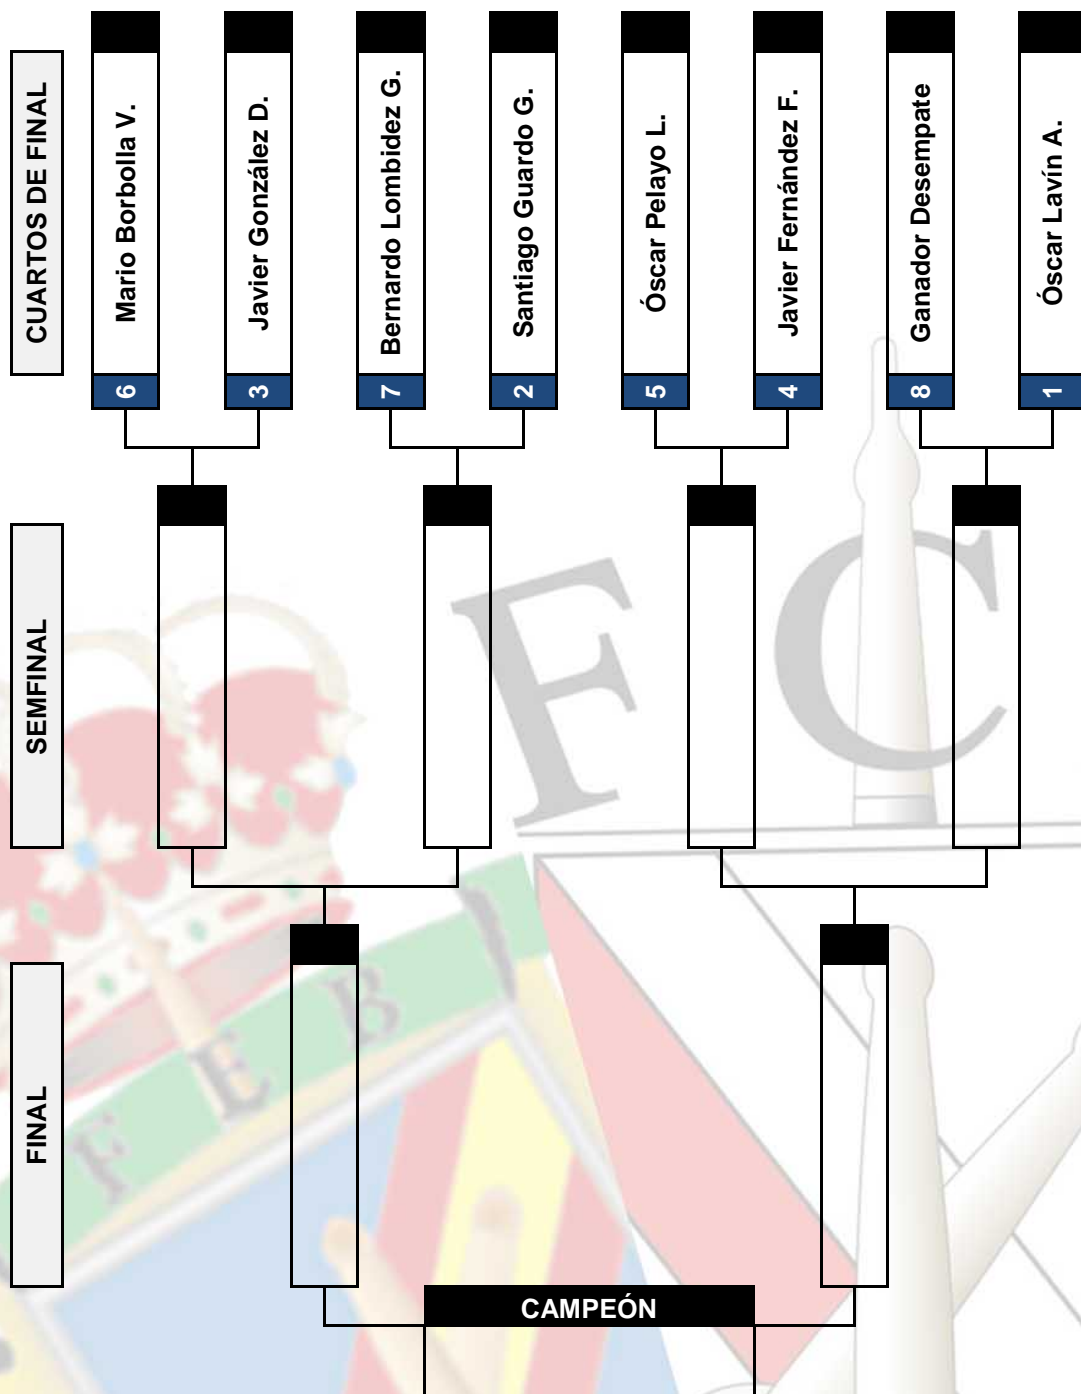 CUARTOS DE FINAL
6 Mario Borbolla V.
3 Javier González D.
7 Bernardo Lombidez G.
2 Santiago Guardo G.
5 Óscar Pelayo L.
4 Javier Fernández F.
8 Ganador Desempate
1 Óscar Lavín A.
SEMFINAL
FINAL
CAMPEÓN
F C
F E B